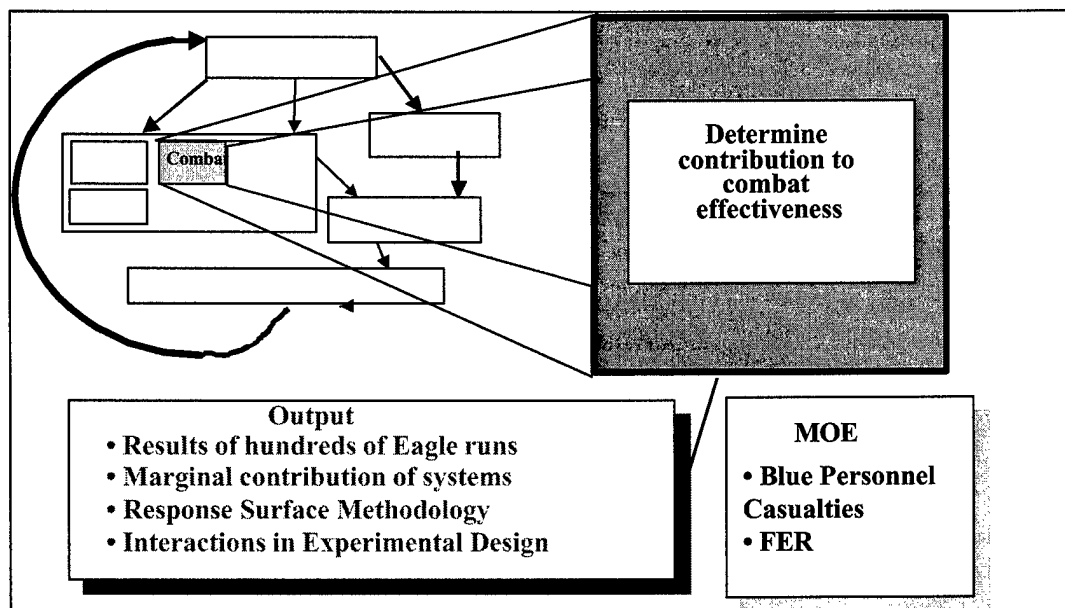 Comba
Determine
contribution to
combat
effectiveness
Output
• Results of hundreds of Eagle runs
• Marginal contribution of systems
• Response Surface Methodology
• Interactions in Experimental Design
MOE
• Blue Personnel
Casualties
• FER